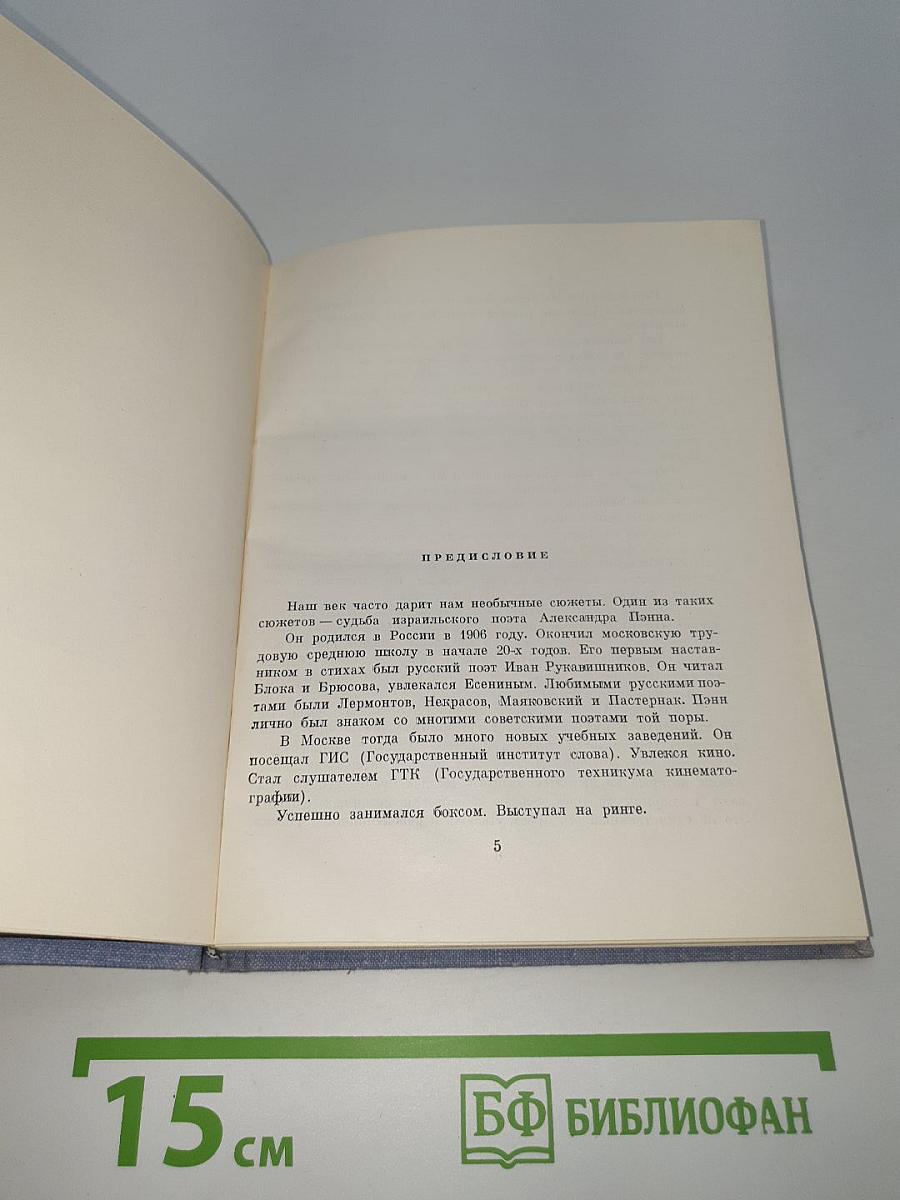 ПРЕДИСЛОВИЕ
Наш век часто дарит нам необычные сюжеты. Один из таких
сюжетов — судьба израильского поэта Александра Пэнна.
Он родился в России в 1906 году. Окончил московскую тру-
довую среднюю школу в начале 20-х годов. Его первым настав-
ником в стихах был русский поэт Иван Рукавишников. Он читал
Блока и Брюсова, увлекался Есениным. Любимыми русскими поэ-
тами были Лермонтов, Некрасов, Маяковский и Пастернак. Пэнн
лично был знаком со многими советскими поэтами той поры.
В Москве тогда было много новых учебных заведений. Он
посещал ГИС (Государственный институт слова). Увлекся кино.
Стал слушателем ГТК (Государственного техникума кинемато-
графии).
Успешно занимался боксом. Выступал на ринге.
5
15 см
БФ БИБЛИОФАН